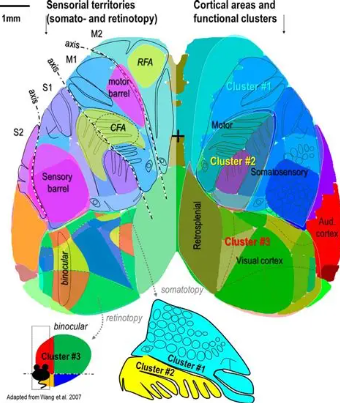 Sensorial territories
(somato- and retinotopy)
Cortical areas and
functional clusters
1mm
M2
axis
M1
axis
S1
axis
S2
RFA
motor
barrel
CFA
Sensory
barrel
binocular
Cluster #1
Motor
Cluster #2
Somatosensory
Aud.
cortex
Retrosplenial
Cluster #3
Visual cortex
somatotopy
retinotopy
binocular
Cluster #3
Cluster #1
Cluster #2
Adapted from Wang et al. 2007